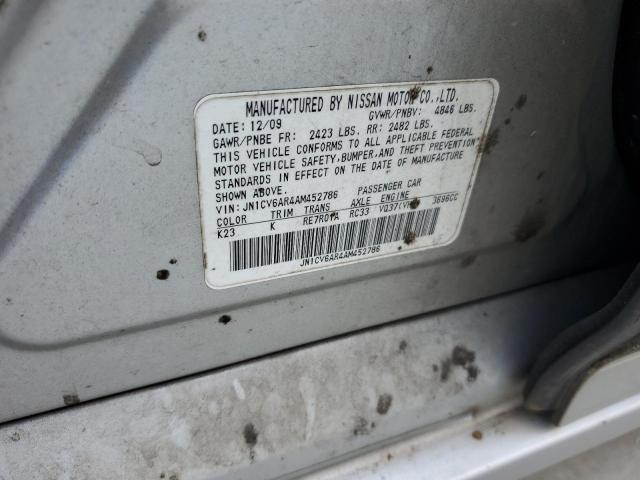 MANUFACTURED BY NISSAN MOTOR CO.,LTD.
DATE: 12/09 GVWR/PNBV: 4846 LBS.
GAWR/PNBE FR: 2423 LBS. RR: 2482 LBS.
THIS VEHICLE CONFORMS TO ALL APPLICABLE FEDERAL
MOTOR VEHICLE SAFETY, BUMPER, AND THEFT PREVENTION
STANDARDS IN EFFECT ON THE DATE OF MANUFACTURE
SHOWN ABOVE.
VIN: JN1CV6AR4AM452786 PASSENGER CAR
COLOR TRIM TRANS AXLE ENGINE
K23 K RE7R01A RC33 VQ37(VHR) 3696CC
JN1CV6AR4AM452786